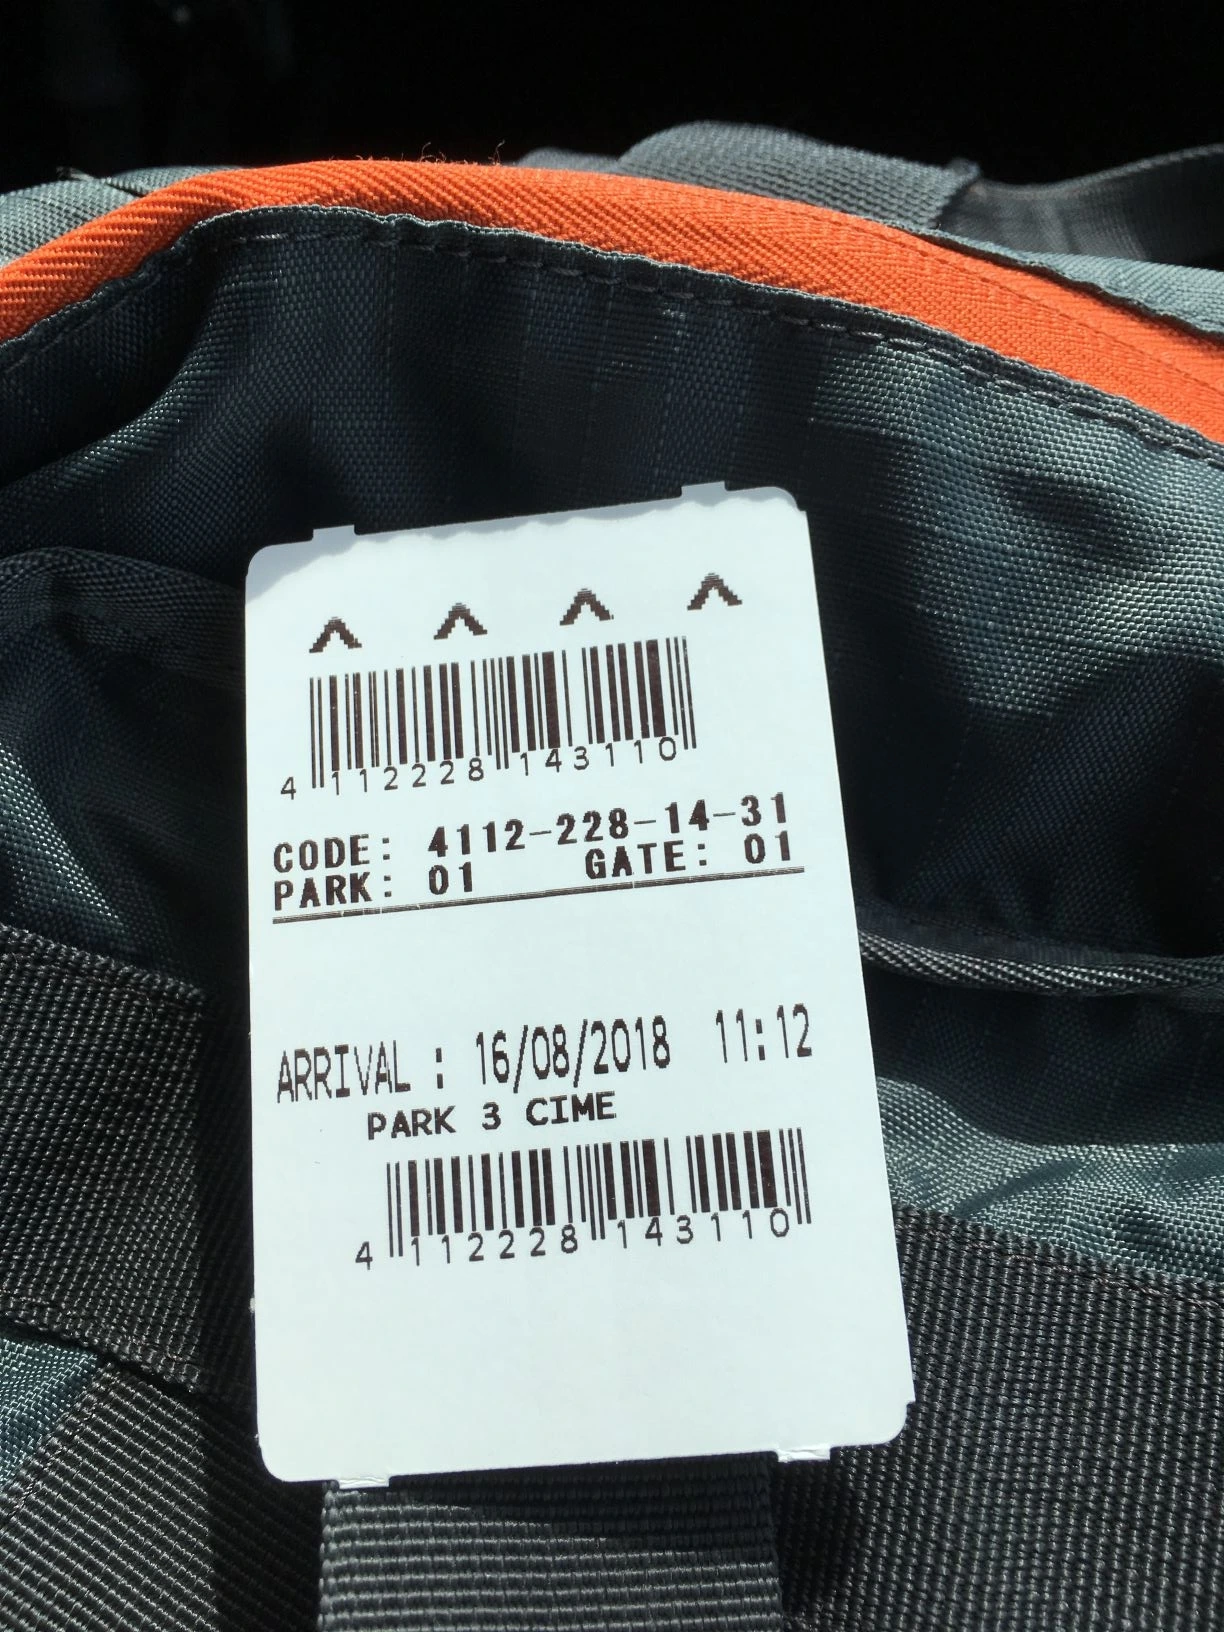 ^ ^ ^ ^
4 112228 143110
CODE: 4112-228-14-31
PARK: 01 GATE: 01
ARRIVAL : 16/08/2018 11:12
PARK 3 CIME
4 112228 143110